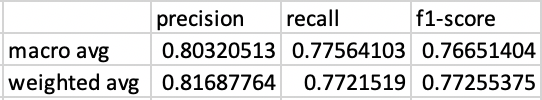 precision recall f1-score
macro avg 0.80320513 0.77564103 0.76651404
weighted avg 0.81687764 0.7721519 0.77255375